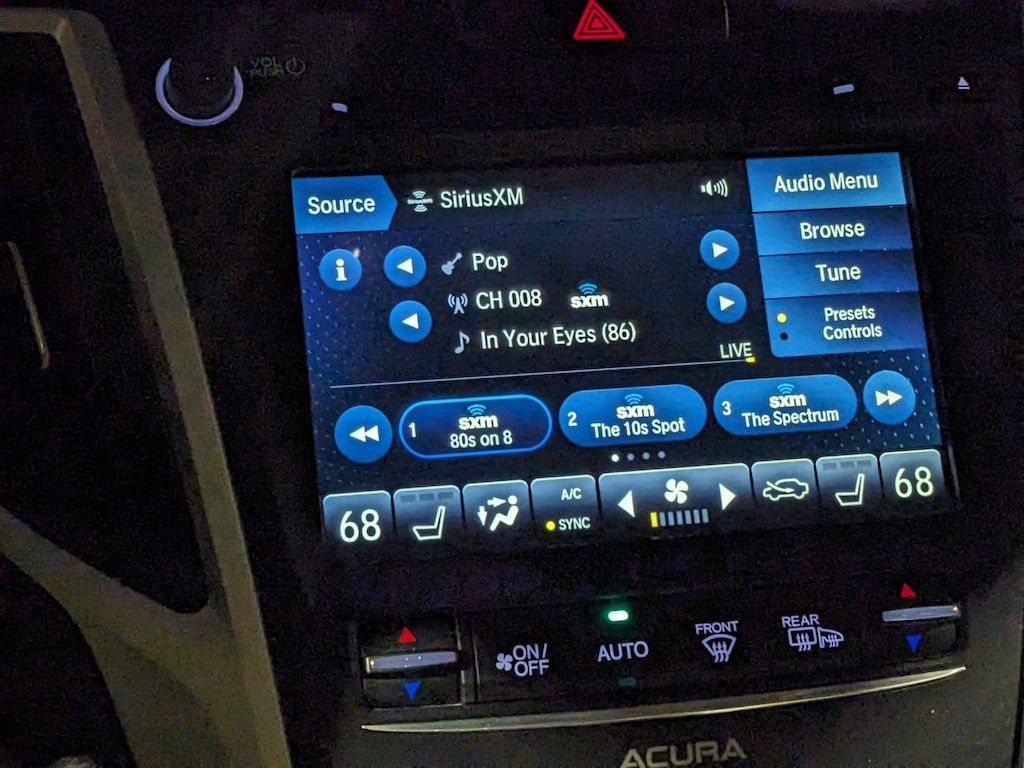 VOL
PUSH
Source
SiriusXM
Audio Menu
i
Pop
Browse
CH 008
sxm
Tune
In Your Eyes (86)
Presets
Controls
LIVE
1
sxm
80s on 8
2
sxm
The 10s Spot
3
sxm
The Spectrum
68
A/C
SYNC
68
ON/
OFF
AUTO
FRONT
REAR
ACURA